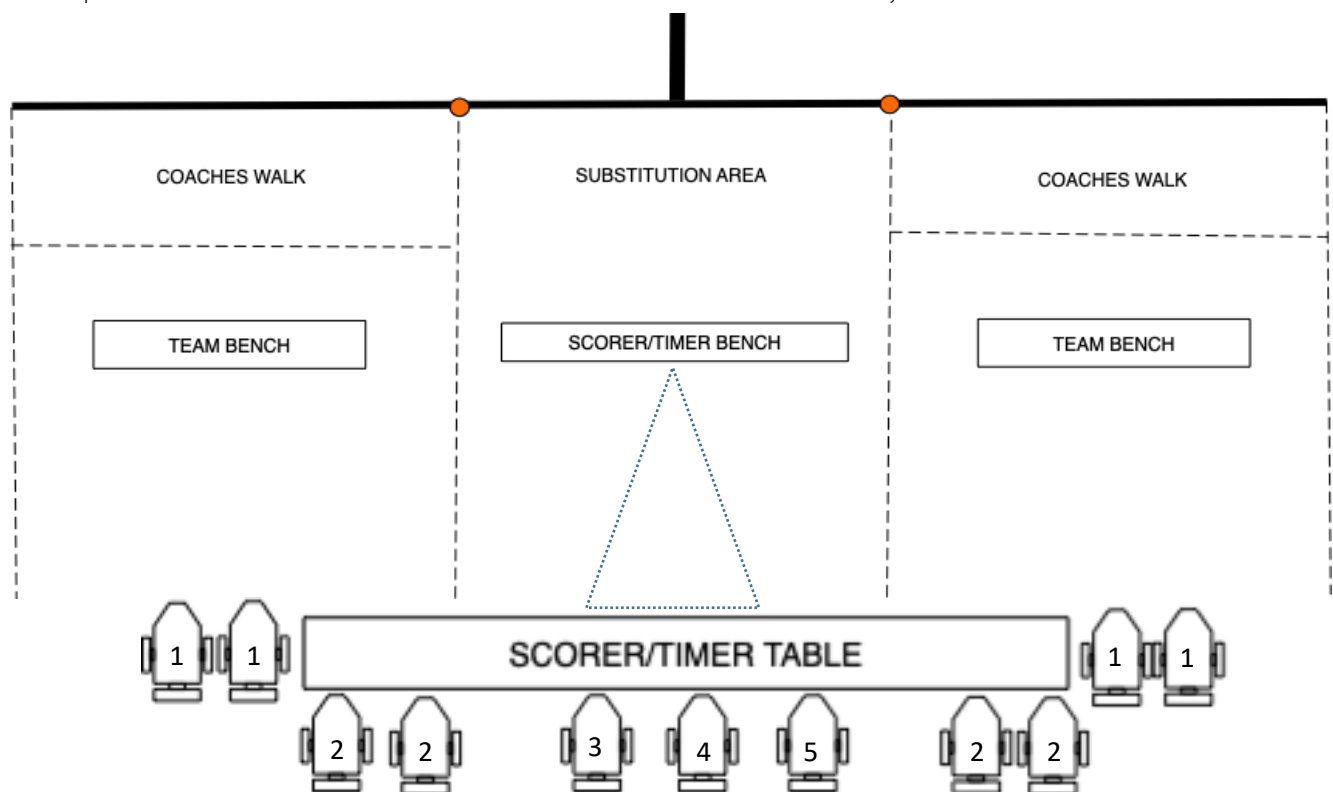 COACHES WALK
SUBSTITUTION AREA
COACHES WALK
TEAM BENCH
SCORER/TIMER BENCH
TEAM BENCH
SCORER/TIMER TABLE
1 1 1 1
2 2 3 4 5 2 2